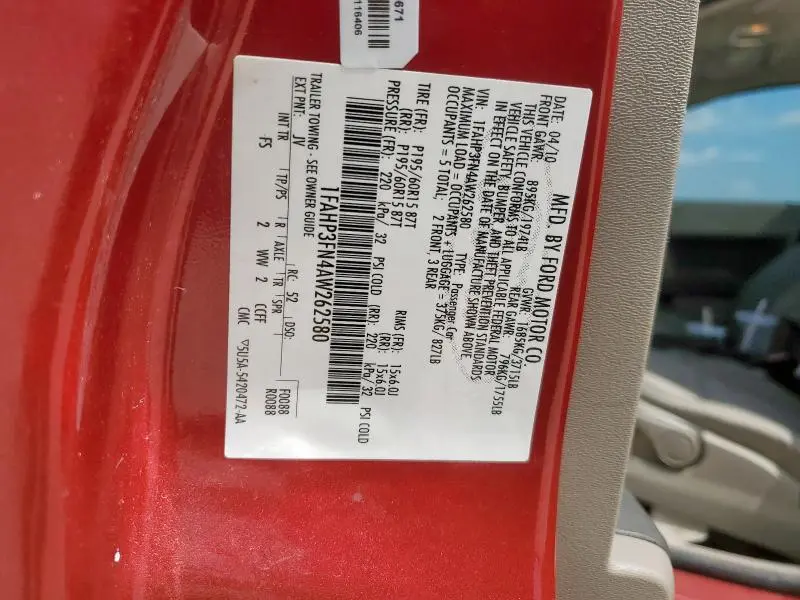 671
116406
MFD. BY FORD MOTOR CO.
DATE: 04/10 GVWR: 1685KG/3715LB
FRONT GAWR: 895KG/1974LB REAR GAWR: 796KG/1755LB
THIS VEHICLE CONFORMS TO ALL APPLICABLE FEDERAL MOTOR
VEHICLE SAFETY, BUMPER, AND THEFT PREVENTION STANDARDS
IN EFFECT ON THE DATE OF MANUFACTURE SHOWN ABOVE.
VIN: 1FAHP3FN4AW262580 TYPE: Passenger Car
MAXIMUM LOAD = OCCUPANTS + LUGGAGE = 375KG/ 827LB
OCCUPANTS = 5 TOTAL; 2 FRONT, 3 REAR
TIRE (FR): P195/60R15 87T RIMS (FR): 15x6.0J
(RR): P195/60R15 87T (RR): 15x6.0J
PRESSURE (FR): 220 kPa/ 32 PSI COLD (RR): 220 kPa/ 32 PSI COLD
1FAHP3FN4AW262580
TRAILER TOWING - SEE OWNER GUIDE
EXT PNT: JV RC: 52 DSO:
INT TR TP/PS R AXLE TR SPR F0088
-FS 2 WW 2 CCFF R0088
CMC ▽5U5A-5420472-AA